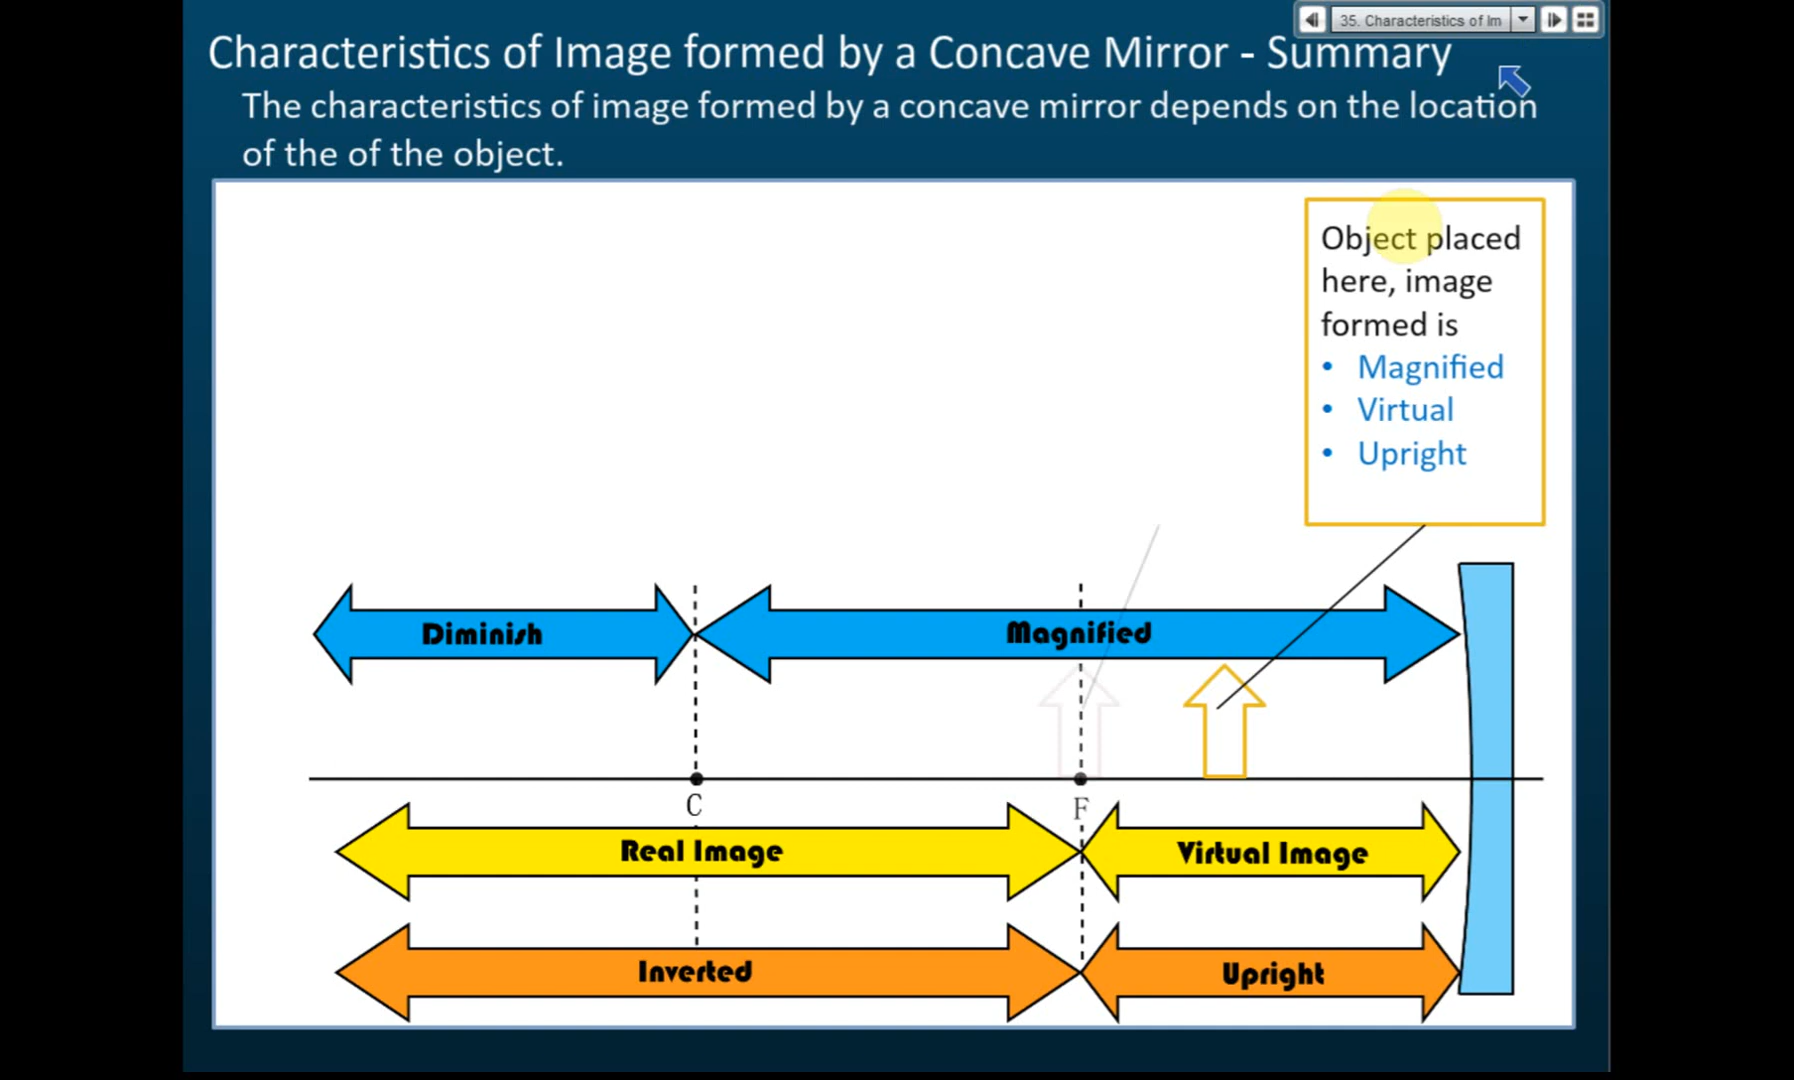 35. Characteristics of Im
Characteristics of Image formed by a Concave Mirror - Summary
The characteristics of image formed by a concave mirror depends on the location
of the of the object.
Object placed
here, image
formed is
• Magnified
• Virtual
• Upright
Diminish
Magnified
C
F
Real Image
Virtual Image
Inverted
Upright